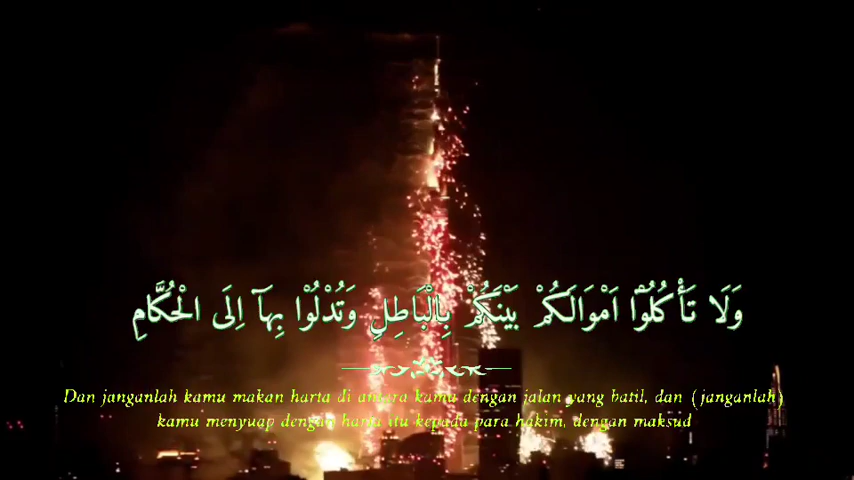 وَلَا تَأْكُلُوْٓا اَمْوَالَكُمْ بَيْنَكُمْ بِالْبَاطِلِ وَتُدْلُوْا بِهَآ اِلَى الْحُكَّامِ
Dan janganlah kamu makan harta di antara kamu dengan jalan yang batil, dan (janganlah)
kamu menyuap dengan harta itu kepada para hakim, dengan maksud